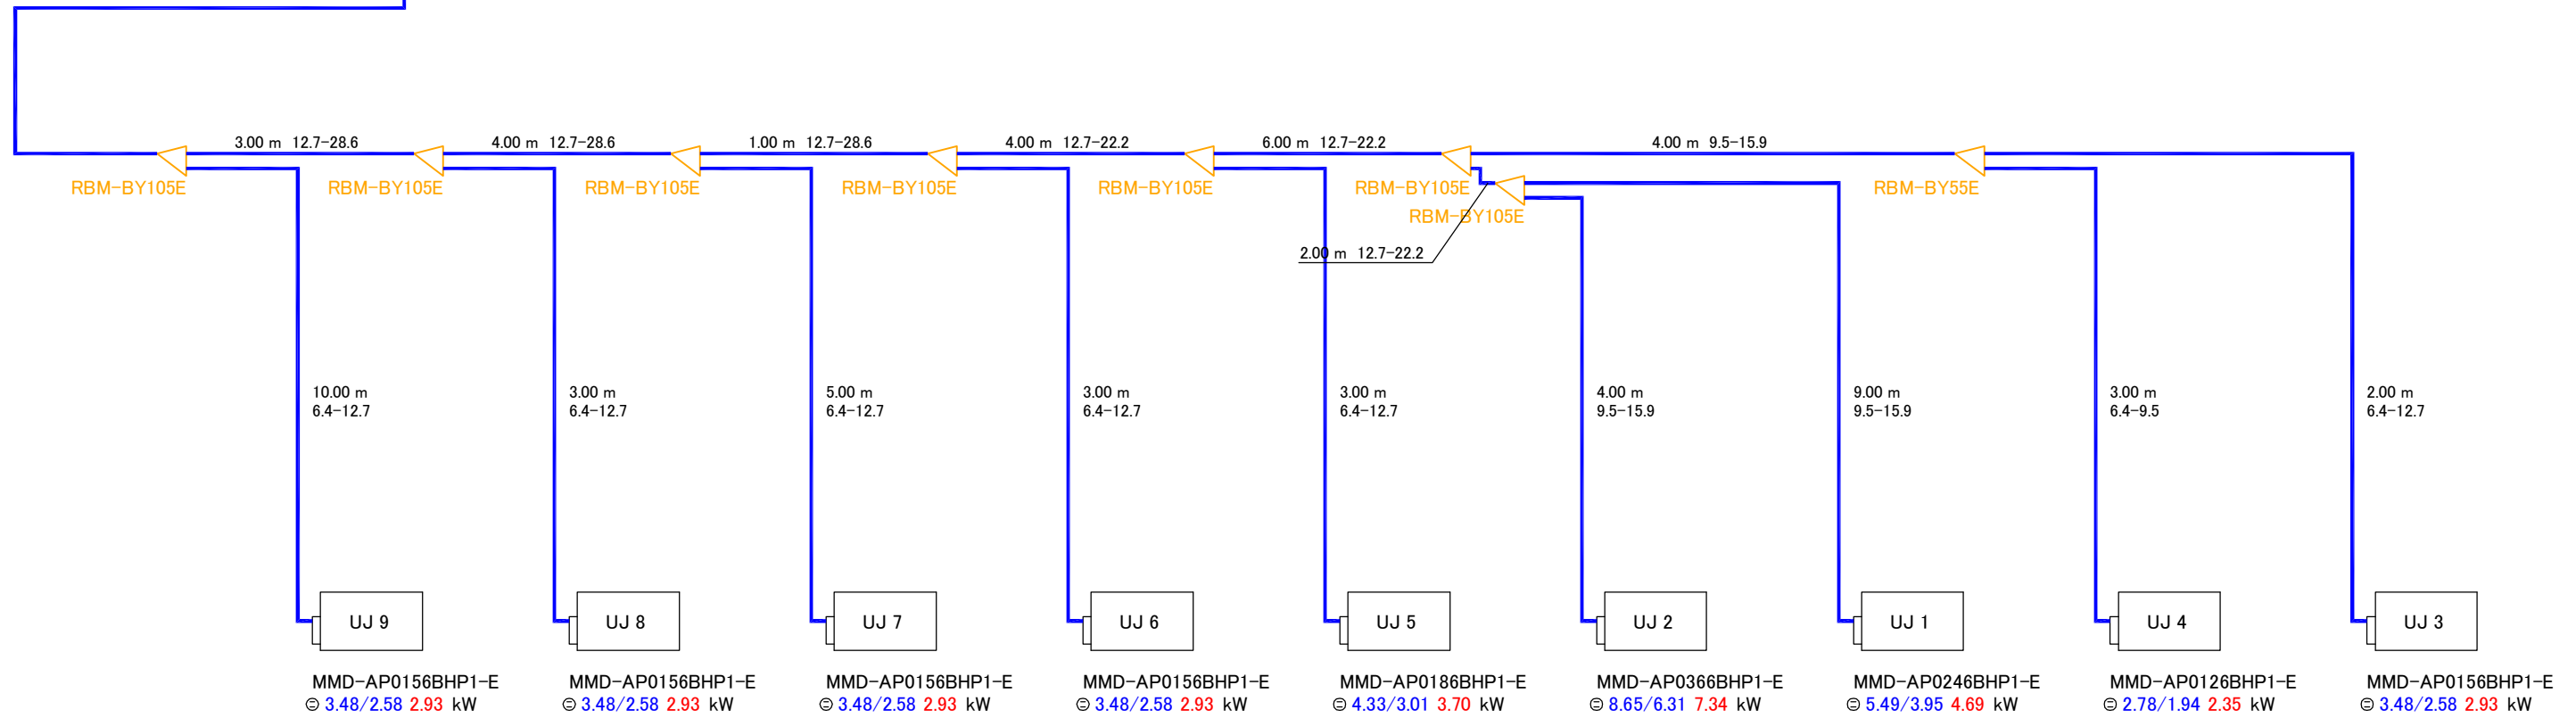 3.00 m 12.7-28.6
4.00 m 12.7-28.6
1.00 m 12.7-28.6
4.00 m 12.7-22.2
6.00 m 12.7-22.2
4.00 m 9.5-15.9
RBM-BY105E
RBM-BY105E
RBM-BY105E
RBM-BY105E
RBM-BY105E
RBM-BY105E
RBM-BY55E
RBM-BY105E
2.00 m 12.7-22.2
10.00 m
6.4-12.7
3.00 m
6.4-12.7
5.00 m
6.4-12.7
3.00 m
6.4-12.7
3.00 m
6.4-12.7
4.00 m
9.5-15.9
9.00 m
9.5-15.9
3.00 m
6.4-9.5
2.00 m
6.4-12.7
UJ 9
UJ 8
UJ 7
UJ 6
UJ 5
UJ 2
UJ 1
UJ 4
UJ 3
MMD-AP0156BHP1-E
3.48/2.58 2.93 kW
MMD-AP0156BHP1-E
3.48/2.58 2.93 kW
MMD-AP0156BHP1-E
3.48/2.58 2.93 kW
MMD-AP0156BHP1-E
3.48/2.58 2.93 kW
MMD-AP0186BHP1-E
4.33/3.01 3.70 kW
MMD-AP0366BHP1-E
8.65/6.31 7.34 kW
MMD-AP0246BHP1-E
5.49/3.95 4.69 kW
MMD-AP0126BHP1-E
2.78/1.94 2.35 kW
MMD-AP0156BHP1-E
3.48/2.58 2.93 kW